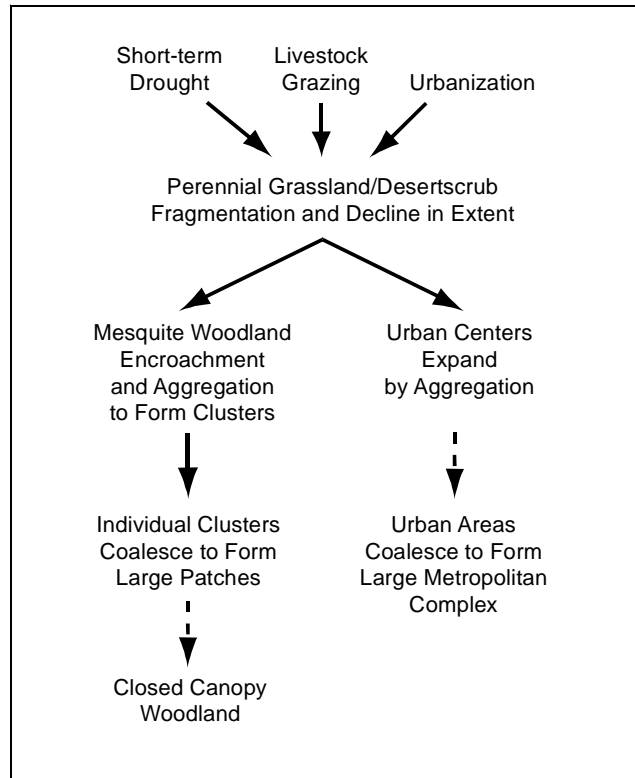 Short-term
Drought
Livestock
Grazing
Urbanization
Perennial Grassland/Desertscrub
Fragmentation and Decline in Extent
Mesquite Woodland
Encroachment
and Aggregation
to Form Clusters
Urban Centers
Expand
by Aggregation
Individual Clusters
Coalesce to Form
Large Patches
Urban Areas
Coalesce to Form
Large Metropolitan
Complex
Closed Canopy
Woodland